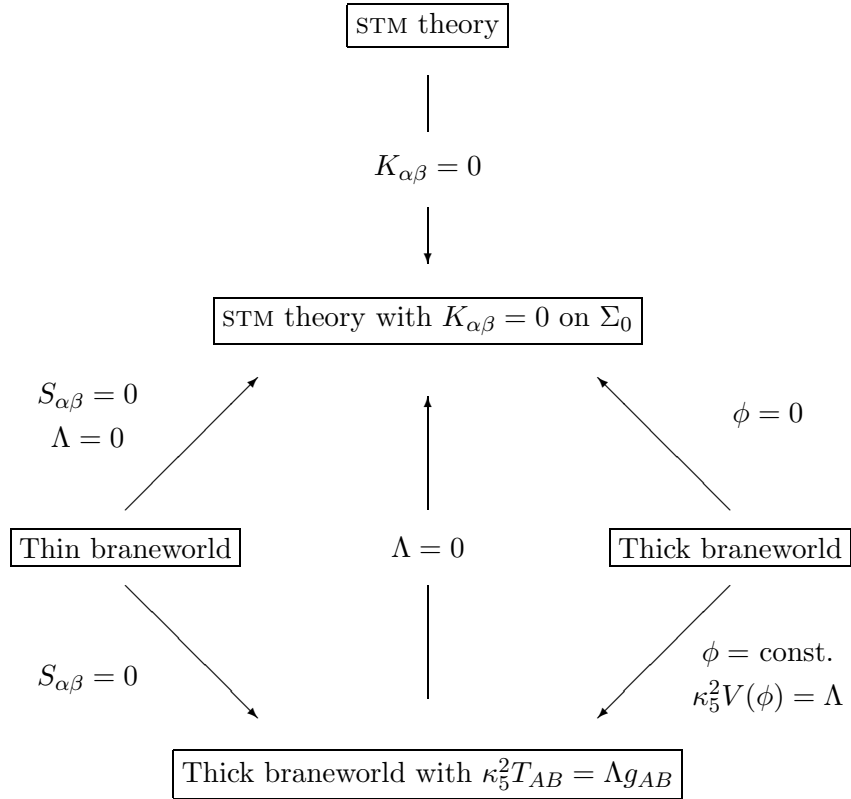 STM theory
K_{αβ} = 0
STM theory with K_{αβ} = 0 on Σ_0
S_{αβ} = 0
Λ = 0
φ = 0
Thin braneworld
Λ = 0
Thick braneworld
S_{αβ} = 0
φ = const.
κ_5^2 V(φ) = Λ
Thick braneworld with κ_5^2 T_{AB} = Λg_{AB}